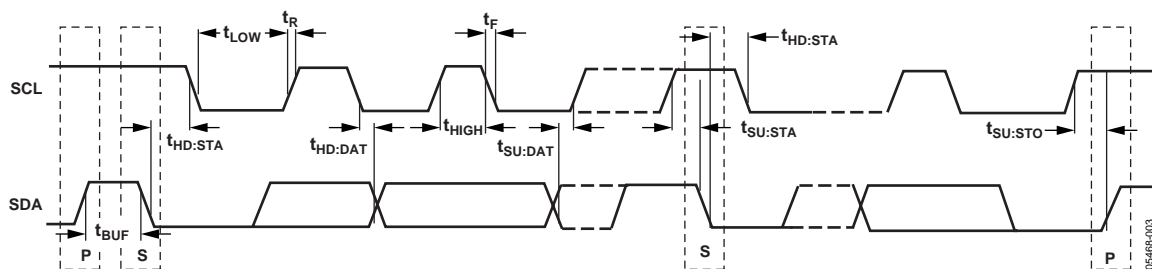 tR
tF
tLOW
tHD:STA
SCL
tHD:STA
tHD:DAT
tHIGH
tSU:DAT
tSU:STA
tSU:STO
SDA
tBUF
P
S
S
P
05468-003